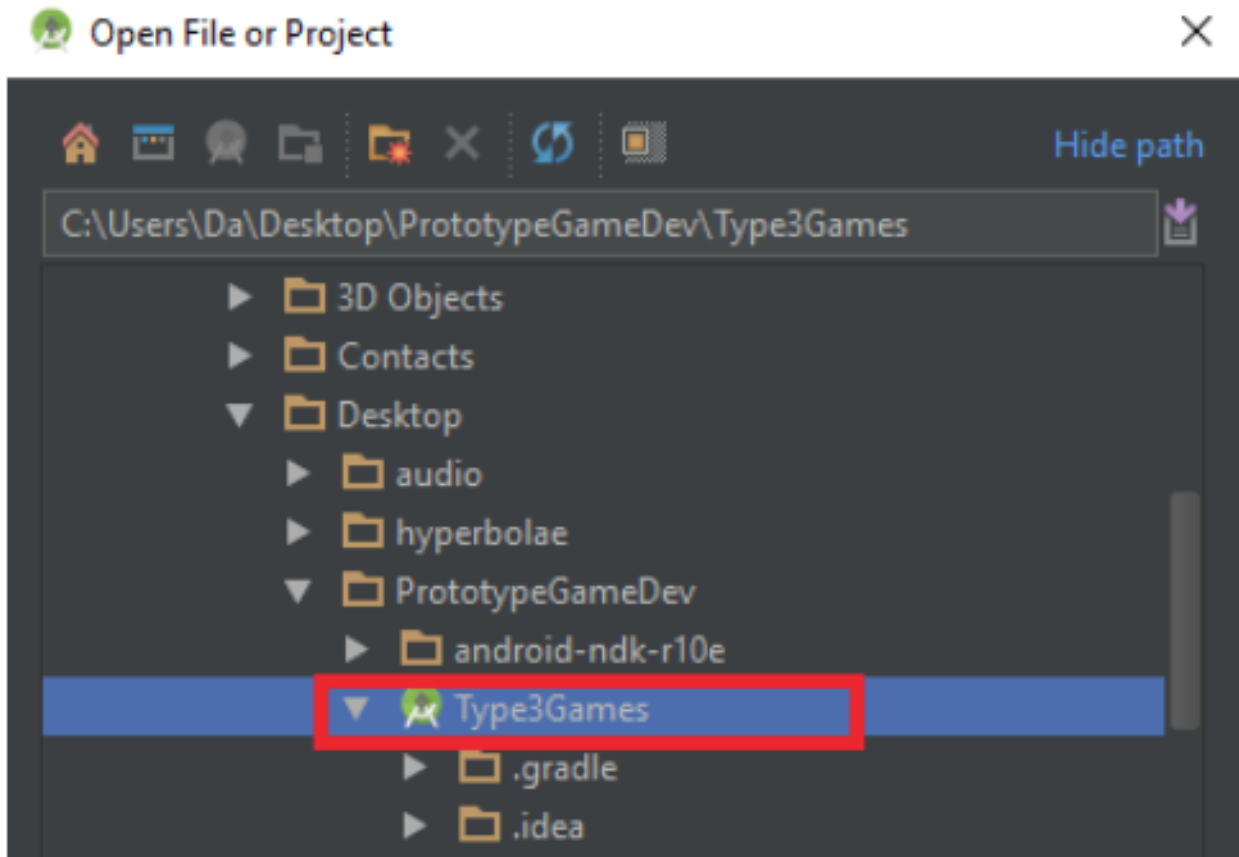 Open File or Project
Hide path
C:\Users\Da\Desktop\PrototypeGameDev\Type3Games
3D Objects
Contacts
Desktop
audio
hyperbolae
PrototypeGameDev
android-ndk-r10e
Type3Games
.gradle
.idea